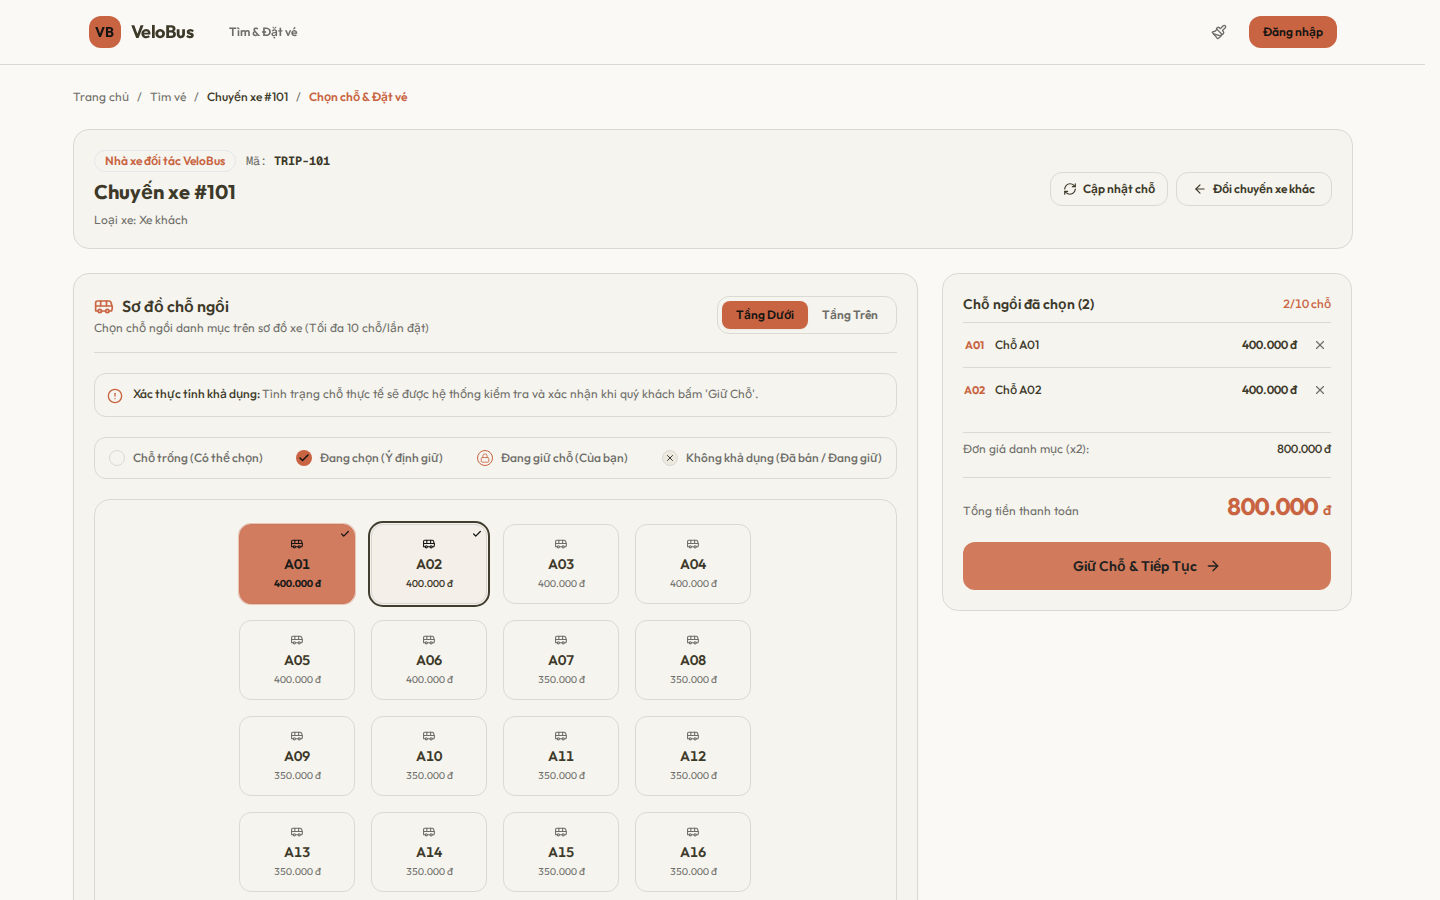 VB VeloBus Tìm & Đặt vé Đăng nhập
Trang chủ / Tìm vé / Chuyến xe #101 / Chọn chỗ & Đặt vé
Nhà xe đối tác VeloBus Mã: TRIP-101
Chuyến xe #101
Loại xe: Xe khách
Cập nhật chỗ
Đổi chuyến xe khác
Sơ đồ chỗ ngồi
Chọn chỗ ngồi danh mục trên sơ đồ xe (Tối đa 10 chỗ/lần đặt)
Tầng Dưới Tầng Trên
Xác thực tính khả dụng: Tình trạng chỗ thực tế sẽ được hệ thống kiểm tra và xác nhận khi quý khách bấm 'Giữ Chỗ'.
Chỗ trống (Có thể chọn) Đang chọn (Ý định giữ) Đang giữ chỗ (Của bạn) Không khả dụng (Đã bán / Đang giữ)
A01 A02 A03 A04
400.000 đ 400.000 đ 400.000 đ 400.000 đ
A05 A06 A07 A08
400.000 đ 400.000 đ 350.000 đ 350.000 đ
A09 A10 A11 A12
350.000 đ 350.000 đ 350.000 đ 350.000 đ
A13 A14 A15 A16
350.000 đ 350.000 đ 350.000 đ 350.000 đ
Chỗ ngồi đã chọn (2) 2/10 chỗ
A01 Chỗ A01 400.000 đ
A02 Chỗ A02 400.000 đ
Đơn giá danh mục (x2): 800.000 đ
Tổng tiền thanh toán 800.000 đ
Giữ Chỗ & Tiếp Tục